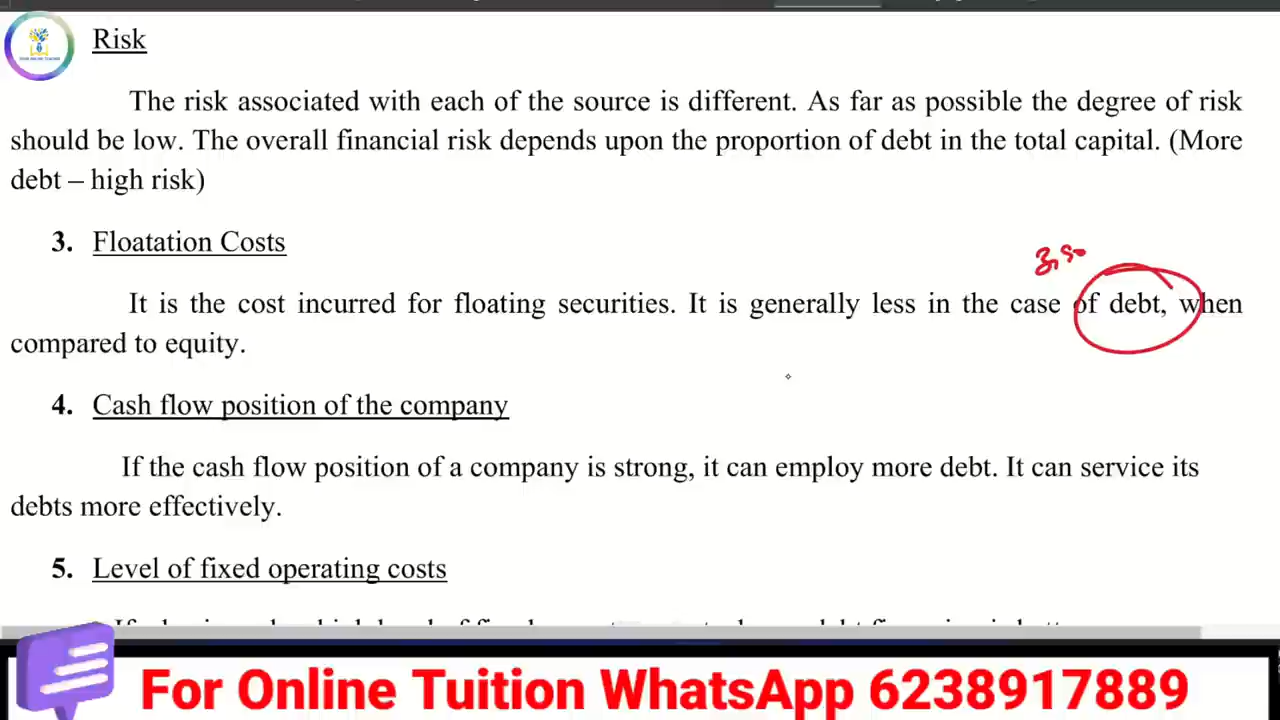 Risk
The risk associated with each of the source is different. As far as possible the degree of risk
should be low. The overall financial risk depends upon the proportion of debt in the total capital. (More
debt – high risk)
3. Floatation Costs
It is the cost incurred for floating securities. It is generally less in the case of debt, when
compared to equity.
4. Cash flow position of the company
If the cash flow position of a company is strong, it can employ more debt. It can service its
debts more effectively.
5. Level of fixed operating costs
For Online Tuition WhatsApp 6238917889